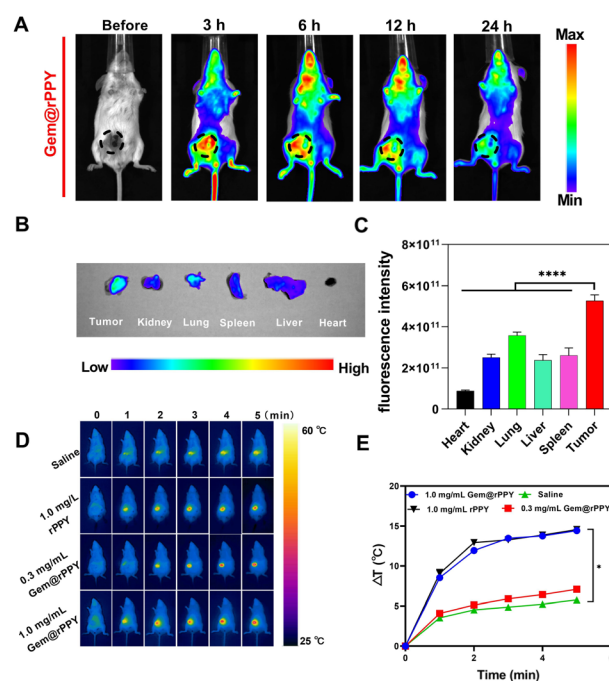 A
Before
3 h
6 h
12 h
24 h
Gem@rPPY
Max
Min
B
Tumor
Kidney
Lung
Spleen
Liver
Heart
Low
High
C
fluorescence intensity
8×10¹¹
6×10¹¹
4×10¹¹
2×10¹¹
0
****
Heart
Kidney
Lung
Liver
Spleen
Tumor
D
0
1
2
3
4
5 (min)
Saline
1.0 mg/L
rPPY
0.3 mg/mL
Gem@rPPY
1.0 mg/mL
Gem@rPPY
60 ℃
25 ℃
E
1.0 mg/mL Gem@rPPY
Saline
1.0 mg/mL rPPY
0.3 mg/mL Gem@rPPY
ΔT (℃)
20
15
10
5
0
*
0
2
4
Time (min)